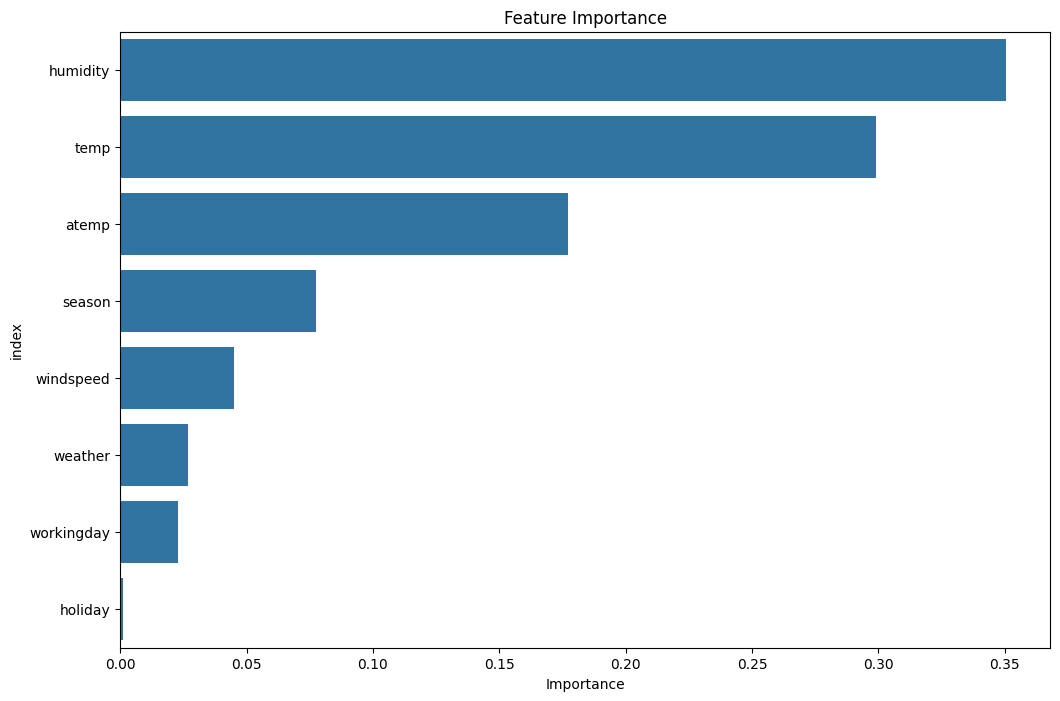 Feature Importance
humidity
temp
atemp
season
windspeed
weather
workingday
holiday
index
0.00 0.05 0.10 0.15 0.20 0.25 0.30 0.35
Importance